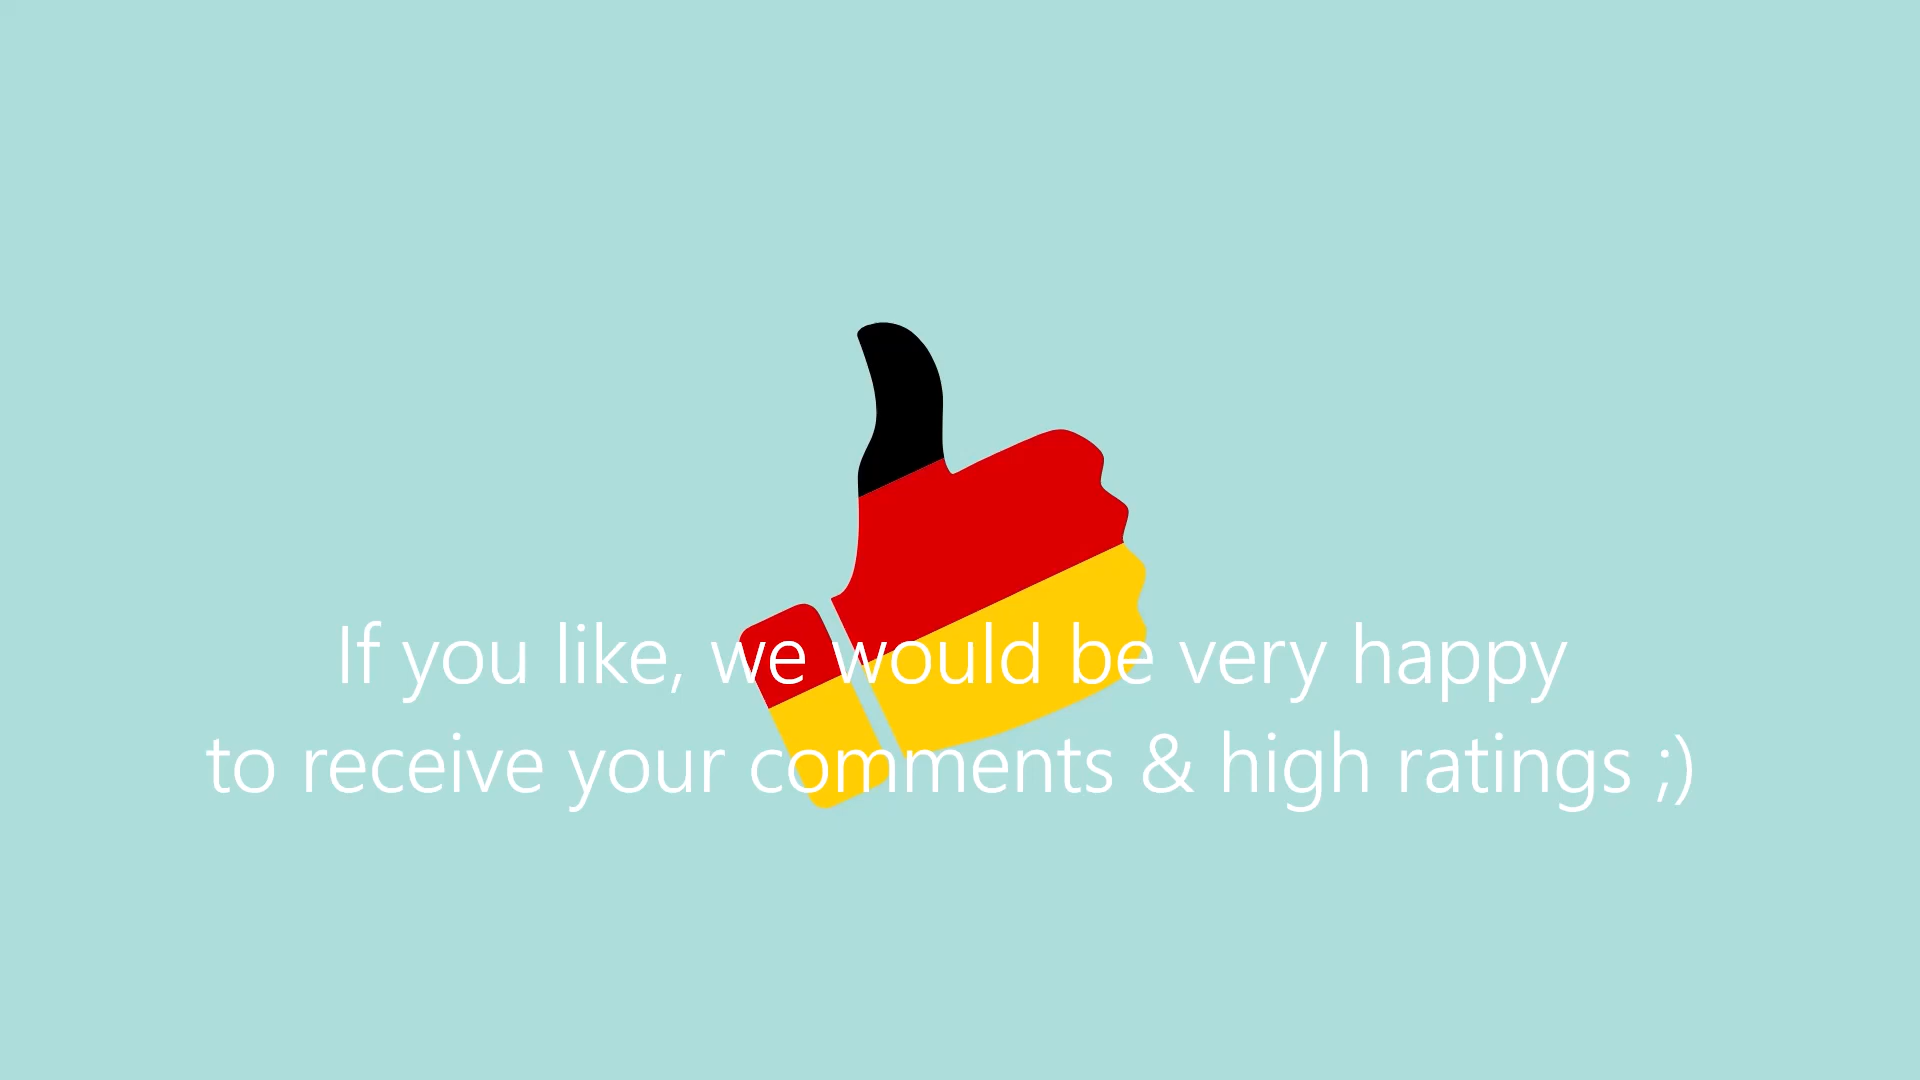 If you like, we would be very happy
to receive your comments & high ratings ;)